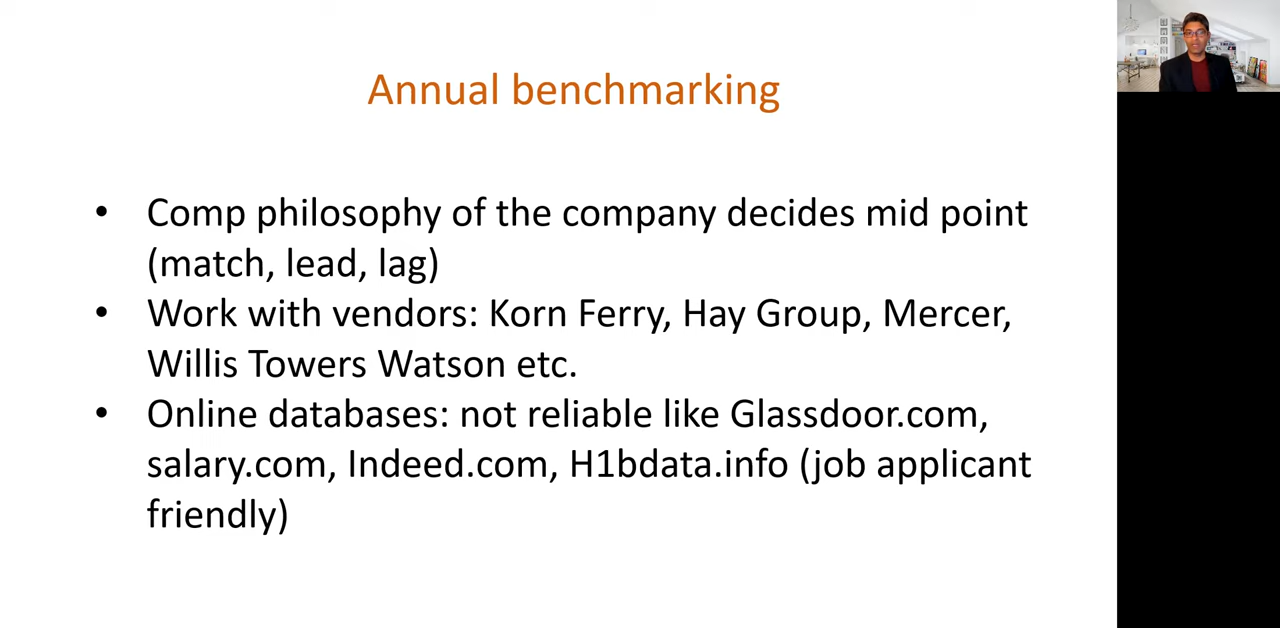 Annual benchmarking
• Comp philosophy of the company decides mid point
(match, lead, lag)
• Work with vendors: Korn Ferry, Hay Group, Mercer,
Willis Towers Watson etc.
• Online databases: not reliable like Glassdoor.com,
salary.com, Indeed.com, H1bdata.info (job applicant
friendly)